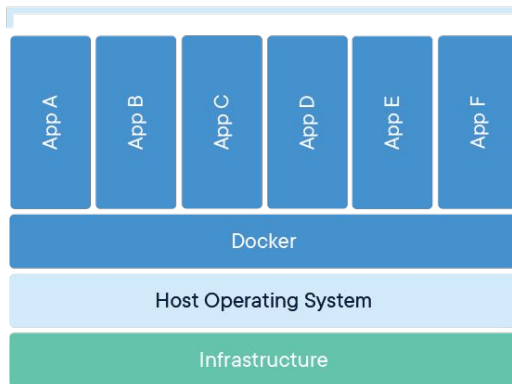 App A
App B
App C
App D
App E
App F
Docker
Host Operating System
Infrastructure